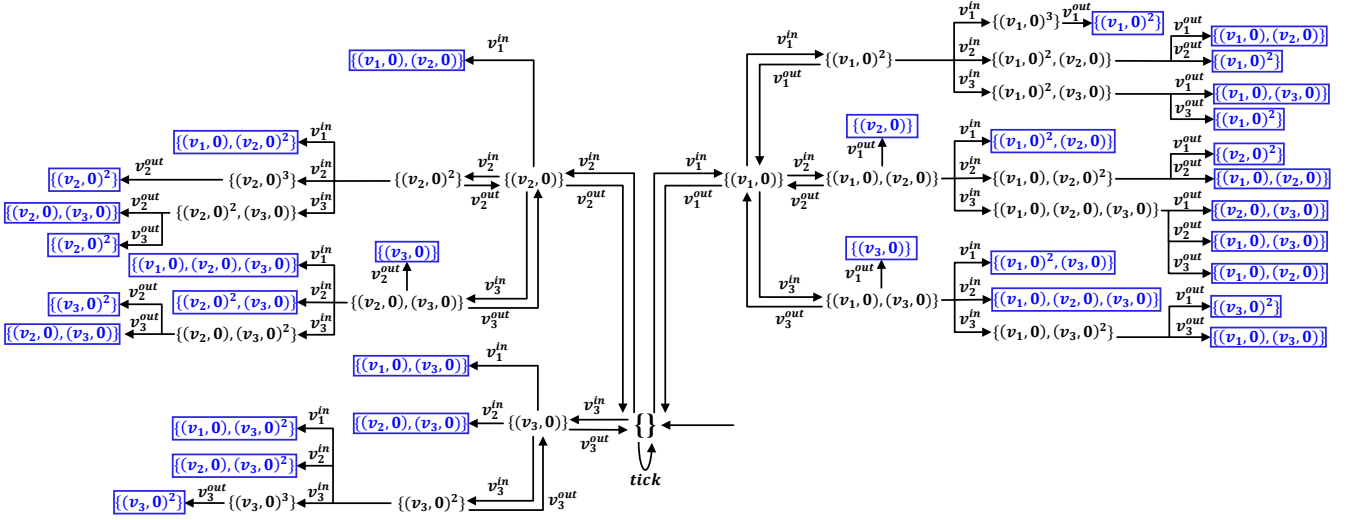 $v_1^{in}$ $\{(v_1,0)^3\}$ $v_1^{out}$ $\{(v_1,0)^2\}$
$v_1^{in}$ $v_1^{in}$ $v_1^{out}$ $\{(v_1,0),(v_2,0)\}$
$\{(v_1,0),(v_2,0)\}$ $v_1^{out}$ $\{(v_1,0)^2\}$ $v_2^{in}$ $\{(v_1,0)^2,(v_2,0)\}$ $v_2^{out}$ $\{(v_1,0)^2\}$
$v_3^{in}$ $\{(v_1,0)^2,(v_3,0)\}$ $v_1^{out}$ $\{(v_1,0),(v_3,0)\}$
$v_3^{out}$ $\{(v_1,0)^2\}$
$\{(v_2,0)\}$
$\{(v_1,0),(v_2,0)^2\}$ $v_1^{in}$ $v_1^{out}$ $v_1^{in}$ $\{(v_1,0)^2,(v_2,0)\}$ $v_1^{out}$ $\{(v_2,0)^2\}$
$\{(v_2,0)^2\}$ $v_2^{out}$ $\{(v_2,0)^3\}$ $v_2^{in}$ $\{(v_2,0)^2\}$ $v_2^{in}$ $v_2^{out}$ $\{(v_2,0)\}$ $v_2^{in}$ $v_2^{out}$ $v_1^{in}$ $v_1^{out}$ $\{(v_1,0)\}$ $v_2^{in}$ $v_2^{out}$ $\{(v_1,0),(v_2,0)\}$ $v_2^{in}$ $\{(v_1,0),(v_2,0)^2\}$ $v_2^{out}$ $\{(v_1,0),(v_2,0)\}$
$\{(v_2,0),(v_3,0)\}$ $v_2^{out}$ $\{(v_2,0)^2,(v_3,0)\}$ $v_3^{in}$ $v_3^{in}$ $\{(v_1,0),(v_2,0),(v_3,0)\}$ $v_1^{out}$ $\{(v_2,0),(v_3,0)\}$
$\{(v_2,0)^2\}$ $v_3^{out}$ $v_2^{out}$ $\{(v_1,0),(v_3,0)\}$
$\{(v_3,0)\}$ $\{(v_3,0)\}$
$\{(v_1,0),(v_2,0),(v_3,0)\}$ $v_1^{in}$ $v_2^{out}$ $v_1^{out}$ $v_1^{in}$ $\{(v_1,0)^2,(v_3,0)\}$ $v_3^{out}$ $\{(v_1,0),(v_2,0)\}$
$\{(v_3,0)^2\}$ $v_2^{out}$ $\{(v_2,0)^2,(v_3,0)\}$ $v_2^{in}$ $\{(v_2,0),(v_3,0)\}$ $v_3^{in}$ $v_3^{out}$ $v_3^{in}$ $v_3^{out}$ $\{(v_1,0),(v_3,0)\}$ $v_2^{in}$ $\{(v_1,0),(v_2,0),(v_3,0)\}$ $v_1^{out}$ $\{(v_3,0)^2\}$
$\{(v_2,0),(v_3,0)\}$ $v_3^{out}$ $\{(v_2,0),(v_3,0)^2\}$ $v_3^{in}$ $v_3^{in}$ $\{(v_1,0),(v_3,0)^2\}$ $v_3^{out}$ $\{(v_1,0),(v_3,0)\}$
$\{(v_1,0),(v_3,0)\}$ $v_1^{in}$
$\{(v_2,0),(v_3,0)\}$ $v_2^{in}$ $\{(v_3,0)\}$ $v_3^{in}$ $v_3^{out}$ {}
$\{(v_1,0),(v_3,0)^2\}$ $v_1^{in}$
$\{(v_2,0),(v_3,0)^2\}$ $v_2^{in}$ tick
$\{(v_3,0)^2\}$ $v_3^{out}$ $\{(v_3,0)^3\}$ $v_3^{in}$ $\{(v_3,0)^2\}$ $v_3^{in}$ $v_3^{out}$